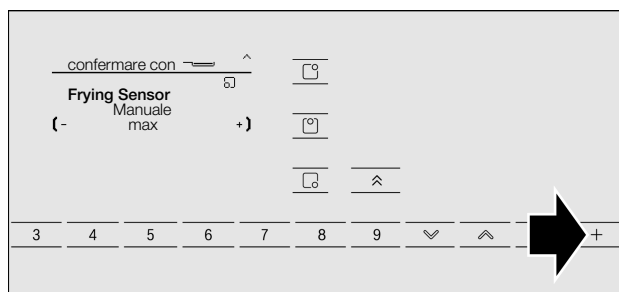 confermare con
Frying Sensor
Manuale
(- max +)
3 4 5 6 7 8 9 +